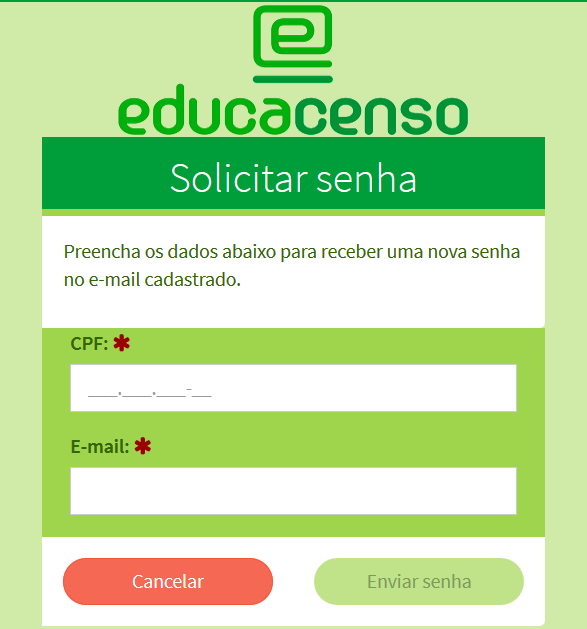 educacenso
Solicitar senha
Preencha os dados abaixo para receber uma nova senha
no e-mail cadastrado.
CPF: ✱
___.___.___-__
E-mail: ✱
Cancelar
Enviar senha